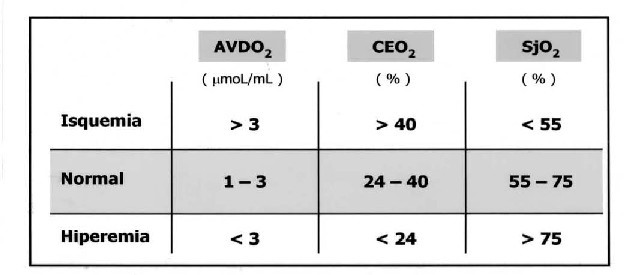 AVDO₂ CEO₂ SjO₂
( µmoL/mL ) ( % ) ( % )
Isquemia > 3 > 40 < 55
Normal 1 – 3 24 – 40 55 – 75
Hiperemia < 3 < 24 > 75